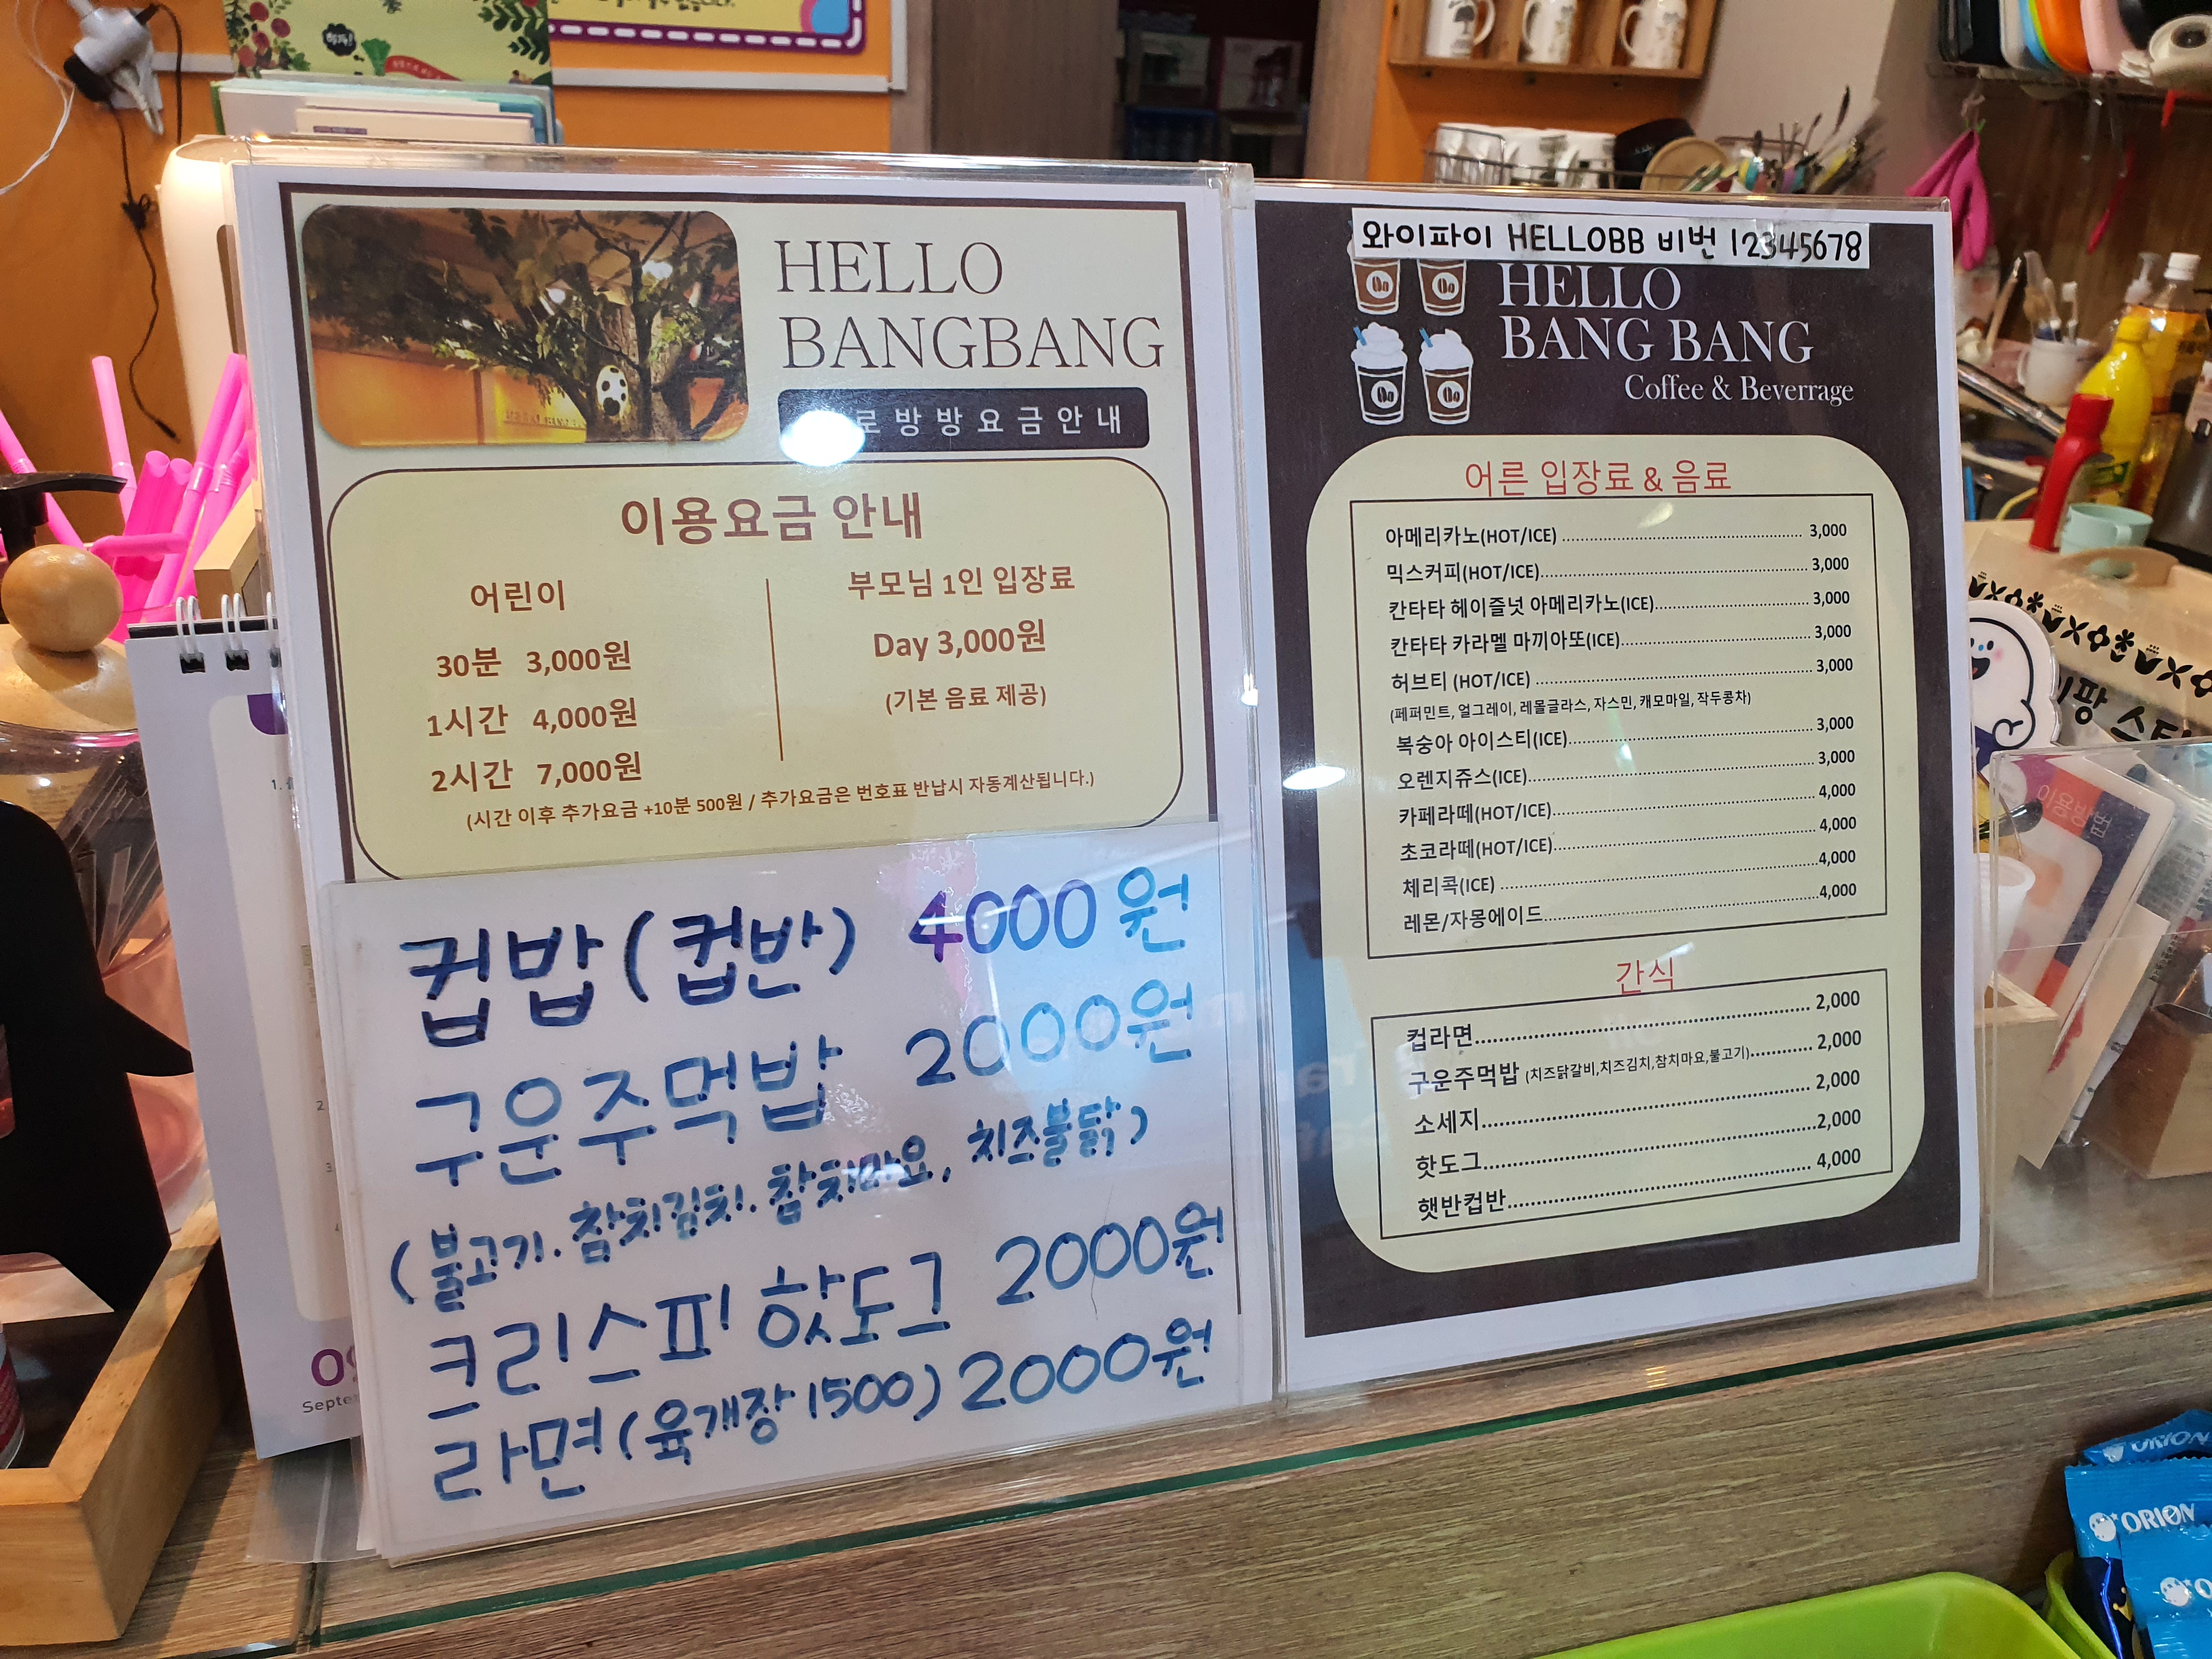 HELLO
BANGBANG
로방방요금안내
이용요금 안내
어린이
30분 3,000원
1시간 4,000원
2시간 7,000원
부모님 1인 입장료
Day 3,000원
(기본 음료 제공)
(시간 이후 추가요금 +10분 500원 / 추가요금은 번호표 반납시 자동계산됩니다.)
컵밥(컵반) 4000원
구운주먹밥 2000원
(불고기. 참치김치. 참치마요, 치즈불닭)
크리스피 핫도그 2000원
라면(육개장 1500) 2000원
와이파이 HELLOBB 비번 12345678
HELLO
BANG BANG
Coffee & Beverrage
어른 입장료 & 음료
아메리카노(HOT/ICE) 3,000
믹스커피(HOT/ICE) 3,000
칸타타 헤이즐넛 아메리카노(ICE) 3,000
칸타타 카라멜 마끼아또(ICE) 3,000
허브티 (HOT/ICE) 3,000
(페퍼민트, 얼그레이, 레몰글라스, 자스민, 캐모마일, 작두콩차)
복숭아 아이스티(ICE) 3,000
오렌지쥬스(ICE) 3,000
카페라떼(HOT/ICE) 4,000
초코라떼(HOT/ICE) 4,000
체리콕(ICE) 4,000
레몬/자몽에이드 4,000
간식
컵라면 2,000
구운주먹밥 (치즈닭갈비,치즈김치,참치마요,불고기) 2,000
소세지 2,000
핫도그 2,000
햇반컵반 4,000
이용방법
ORION
ORION